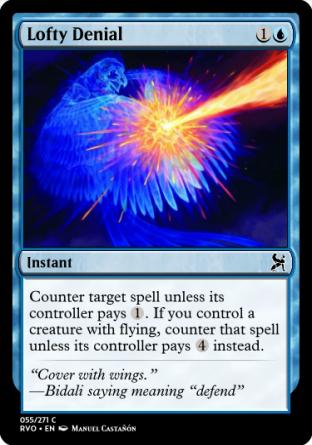 Lofty Denial 1
Instant
Counter target spell unless its
controller pays 1. If you control a
creature with flying, counter that spell
unless its controller pays 4 instead.
"Cover with wings."
—Bidali saying meaning "defend"
055/271 C
RVO • EN Manuel Castañón